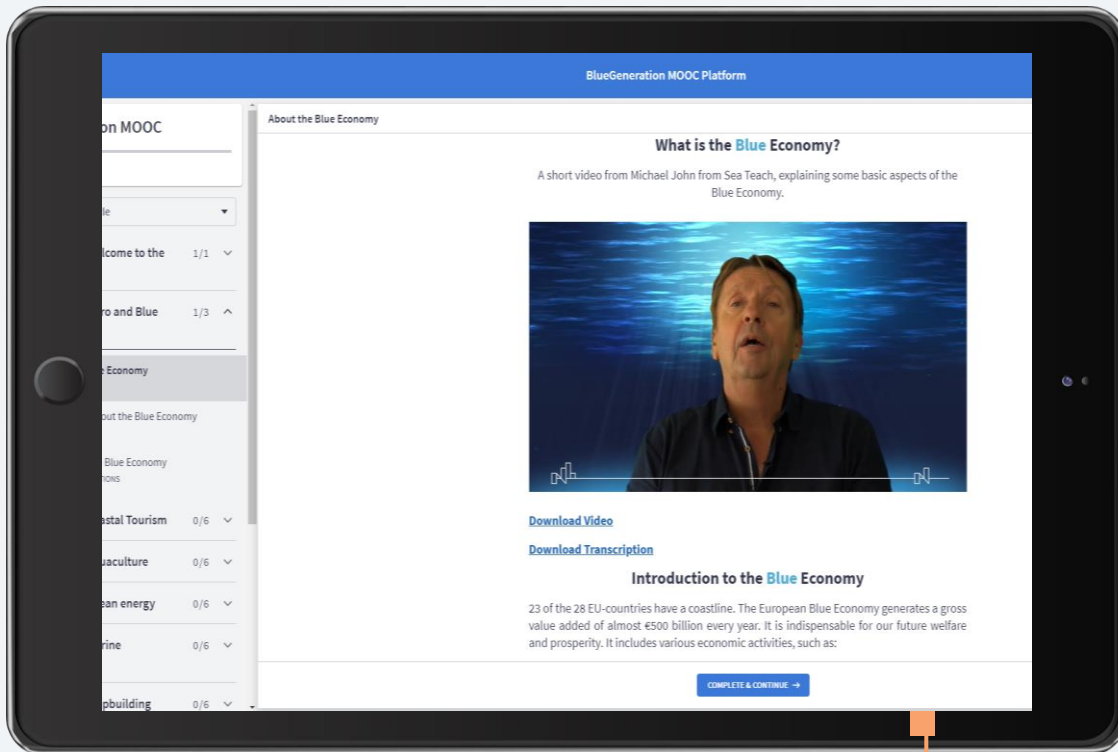 BlueGeneration MOOC Platform
on MOOC
About the Blue Economy
What is the Blue Economy?
A short video from Michael John from Sea Teach, explaining some basic aspects of the
Blue Economy.
le
lcome to the 1/1
ro and Blue 1/3
Economy
out the Blue Economy
Blue Economy
TIONS
astal Tourism 0/6
uaculture 0/6
ean energy 0/6
rine 0/6
pbuilding 0/6
Download Video
Download Transcription
Introduction to the Blue Economy
23 of the 28 EU-countries have a coastline. The European Blue Economy generates a gross
value added of almost €500 billion every year. It is indispensable for our future welfare
and prosperity. It includes various economic activities, such as:
COMPLETE & CONTINUE →